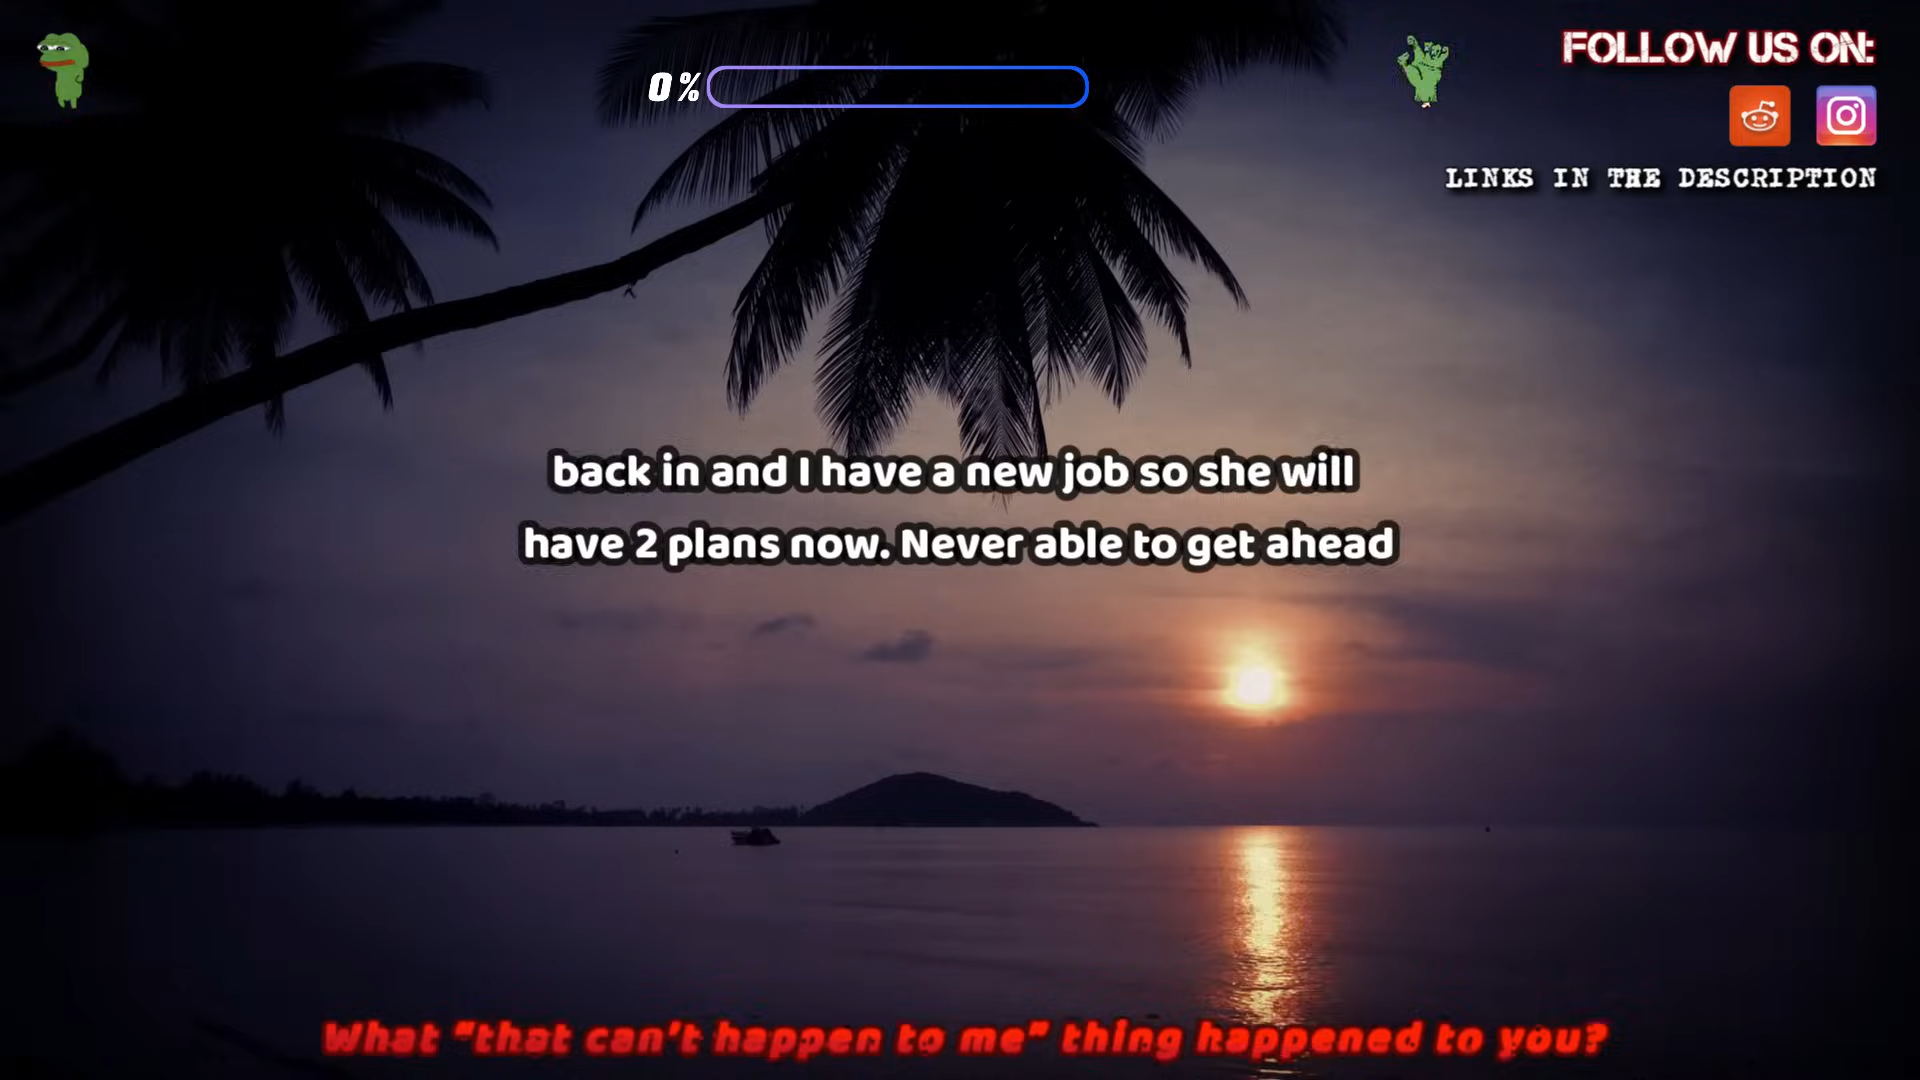 0%
FOLLOW US ON:
LINKS IN THE DESCRIPTION
back in and I have a new job so she will
have 2 plans now. Never able to get ahead
What "that can't happen to me" thing happened to you?